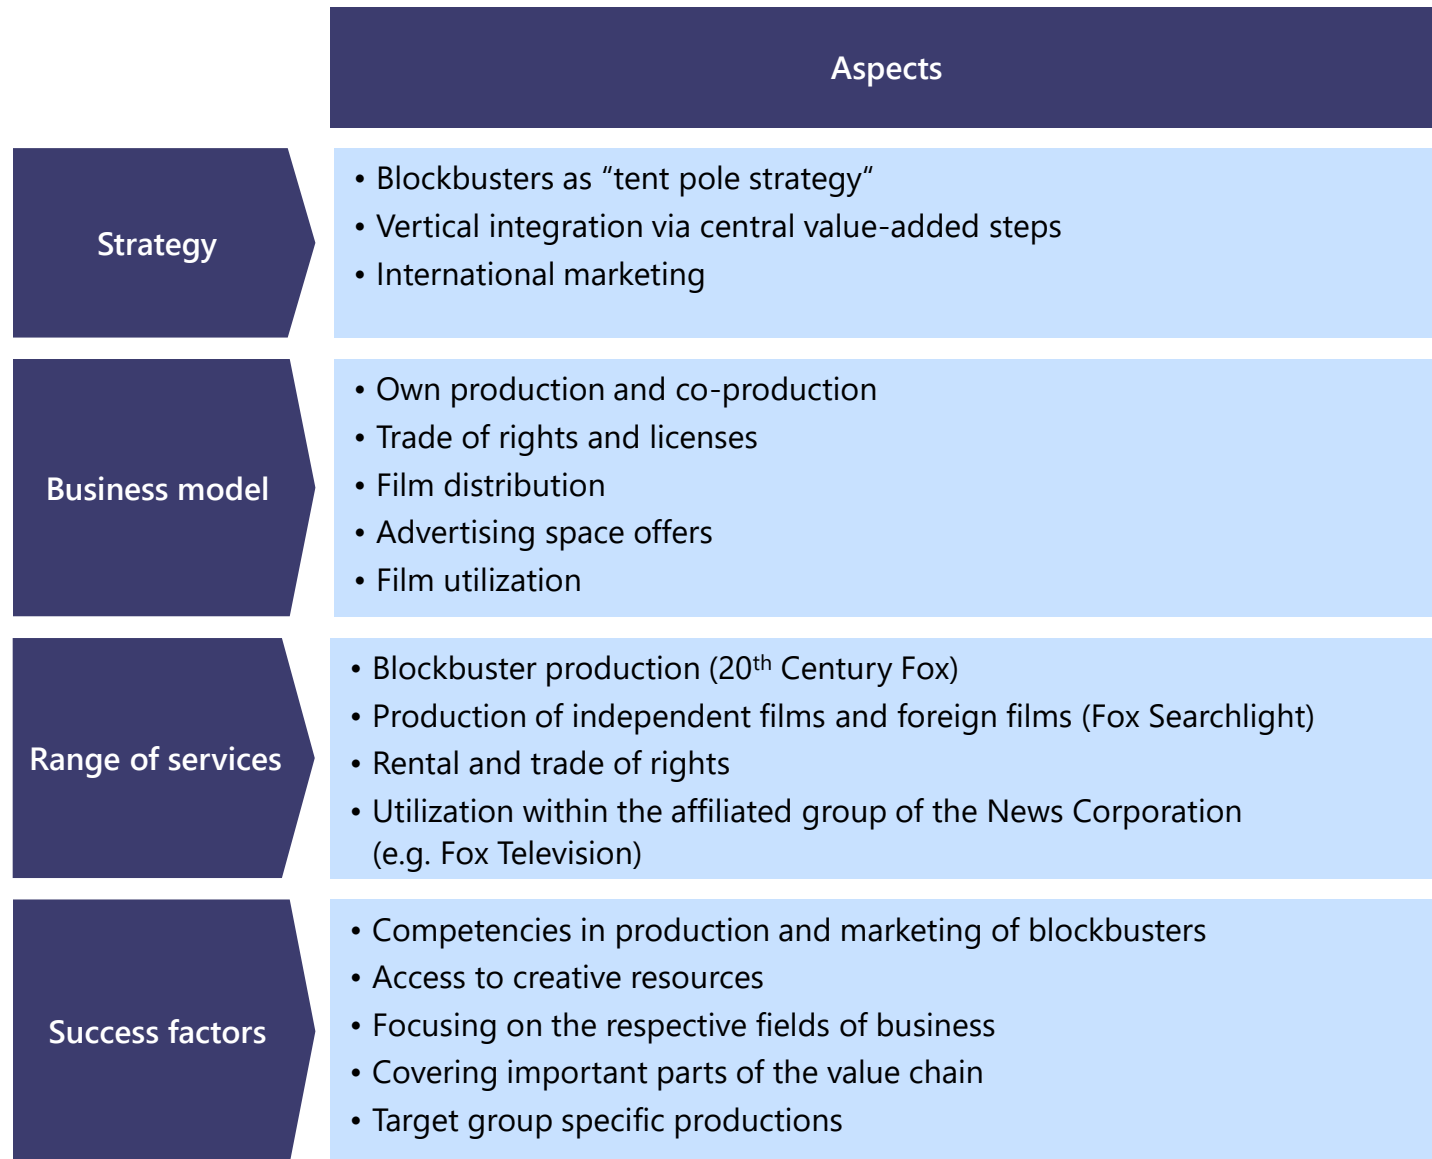 Aspects
Strategy
• Blockbusters as “tent pole strategy“
• Vertical integration via central value-added steps
• International marketing
Business model
• Own production and co-production
• Trade of rights and licenses
• Film distribution
• Advertising space offers
• Film utilization
Range of services
• Blockbuster production (20th Century Fox)
• Production of independent films and foreign films (Fox Searchlight)
• Rental and trade of rights
• Utilization within the affiliated group of the News Corporation
(e.g. Fox Television)
Success factors
• Competencies in production and marketing of blockbusters
• Access to creative resources
• Focusing on the respective fields of business
• Covering important parts of the value chain
• Target group specific productions